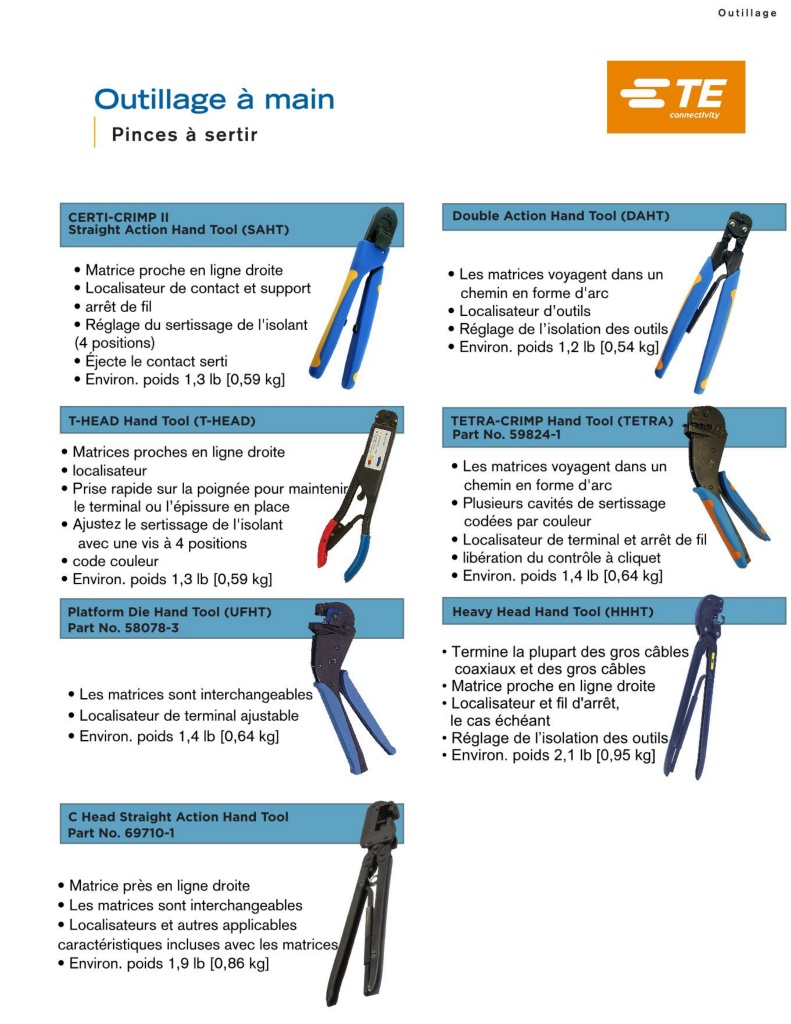 Outillage
Outillage à main
Pinces à sertir
TE
connectivity
CERTI-CRIMP II
Straight Action Hand Tool (SAHT)
• Matrice proche en ligne droite
• Localisateur de contact et support
• arrêt de fil
• Réglage du sertissage de l'isolant
(4 positions)
• Éjecte le contact serti
• Environ. poids 1,3 lb [0,59 kg]
Double Action Hand Tool (DAHT)
• Les matrices voyagent dans un
chemin en forme d'arc
• Localisateur d'outils
• Réglage de l'isolation des outils
• Environ. poids 1,2 lb [0,54 kg]
T-HEAD Hand Tool (T-HEAD)
• Matrices proches en ligne droite
• localisateur
• Prise rapide sur la poignée pour maintenir
le terminal ou l'épissure en place
• Ajustez le sertissage de l'isolant
avec une vis à 4 positions
• code couleur
• Environ. poids 1,3 lb [0,59 kg]
TETRA-CRIMP Hand Tool (TETRA)
Part No. 59824-1
• Les matrices voyagent dans un
chemin en forme d'arc
• Plusieurs cavités de sertissage
codées par couleur
• Localisateur de terminal et arrêt de fil
• libération du contrôle à cliquet
• Environ. poids 1,4 lb [0,64 kg]
Platform Die Hand Tool (UFHT)
Part No. 58078-3
• Les matrices sont interchangeables
• Localisateur de terminal ajustable
• Environ. poids 1,4 lb [0,64 kg]
Heavy Head Hand Tool (HHHT)
• Termine la plupart des gros câbles
coaxiaux et des gros câbles
• Matrice proche en ligne droite
• Localisateur et fil d'arrêt,
le cas échéant
• Réglage de l'isolation des outils
• Environ. poids 2,1 lb [0,95 kg]
C Head Straight Action Hand Tool
Part No. 69710-1
• Matrice près en ligne droite
• Les matrices sont interchangeables
• Localisateurs et autres applicables
caractéristiques incluses avec les matrices
• Environ. poids 1,9 lb [0,86 kg]